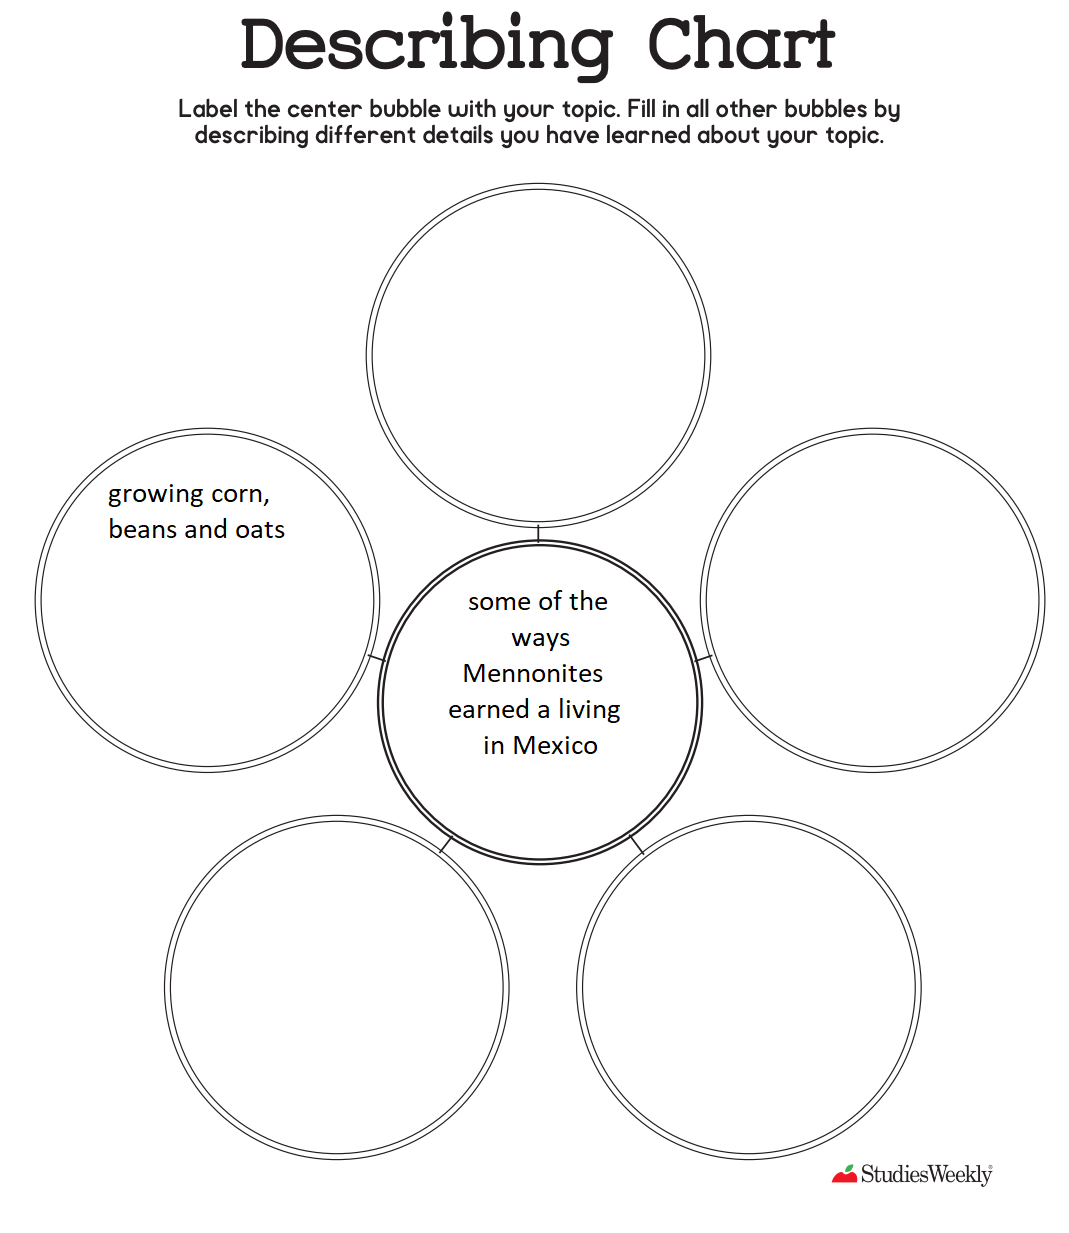 Describing Chart
Label the center bubble with your topic. Fill in all other bubbles by
describing different details you have learned about your topic.
growing corn,
beans and oats
some of the
ways
Mennonites
earned a living
in Mexico
StudiesWeekly®